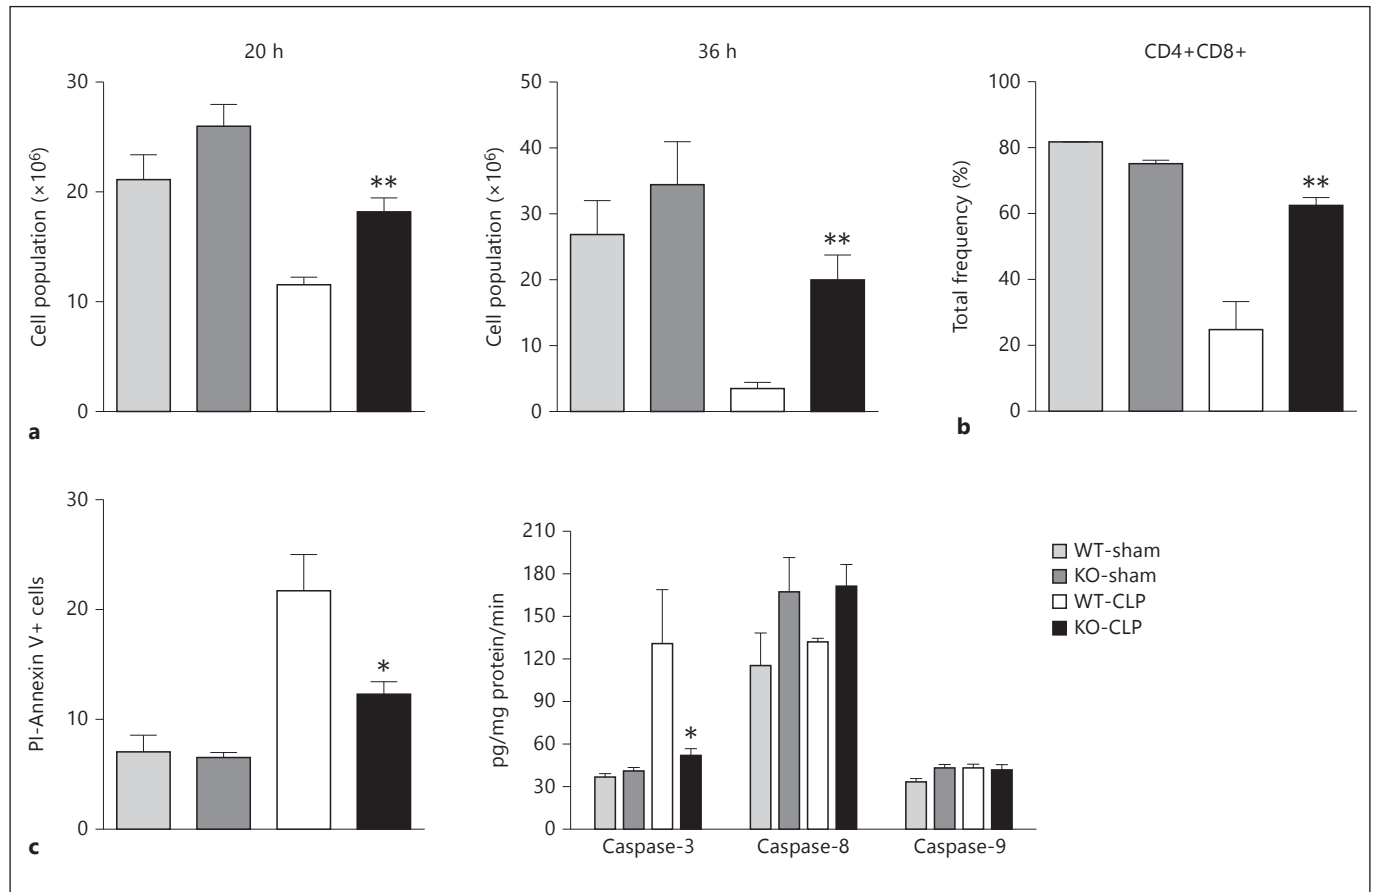 20 h
30
20
10
0
Cell population (×10⁶)
**
36 h
50
40
30
20
10
0
Cell population (×10⁶)
**
CD4+CD8+
100
80
60
40
20
0
Total frequency (%)
**
a
b
30
20
10
0
PI-Annexin V+ cells
*
210
180
150
120
90
60
30
0
pg/mg protein/min
*
Caspase-3
Caspase-8
Caspase-9
WT-sham
KO-sham
WT-CLP
KO-CLP
c